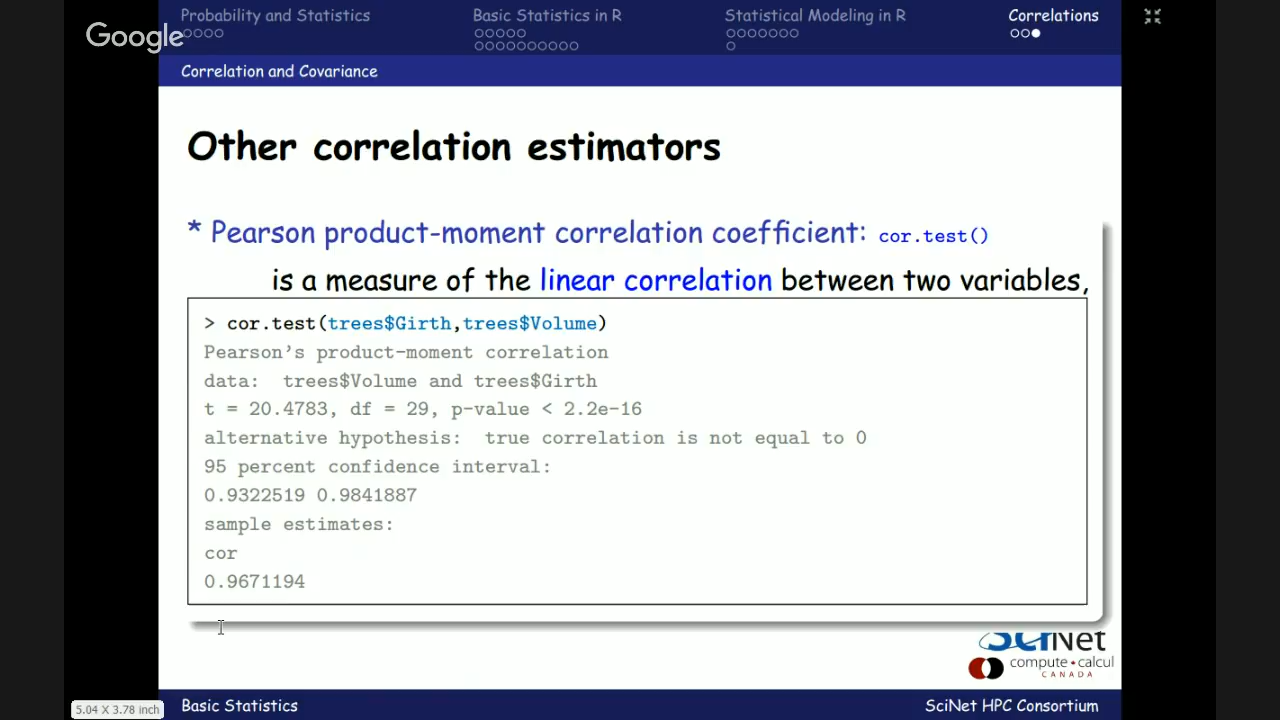 Probability and Statistics
Basic Statistics in R
Statistical Modeling in R
Correlations
Google
Correlation and Covariance
Other correlation estimators
* Pearson product-moment correlation coefficient: cor.test()
is a measure of the linear correlation between two variables,
> cor.test(trees$Girth,trees$Volume)
Pearson's product-moment correlation
data: trees$Volume and trees$Girth
t = 20.4783, df = 29, p-value < 2.2e-16
alternative hypothesis: true correlation is not equal to 0
95 percent confidence interval:
0.9322519 0.9841887
sample estimates:
cor
0.9671194
SciNet
compute • calcul
CANADA
5.04 X 3.78 inch
Basic Statistics
SciNet HPC Consortium